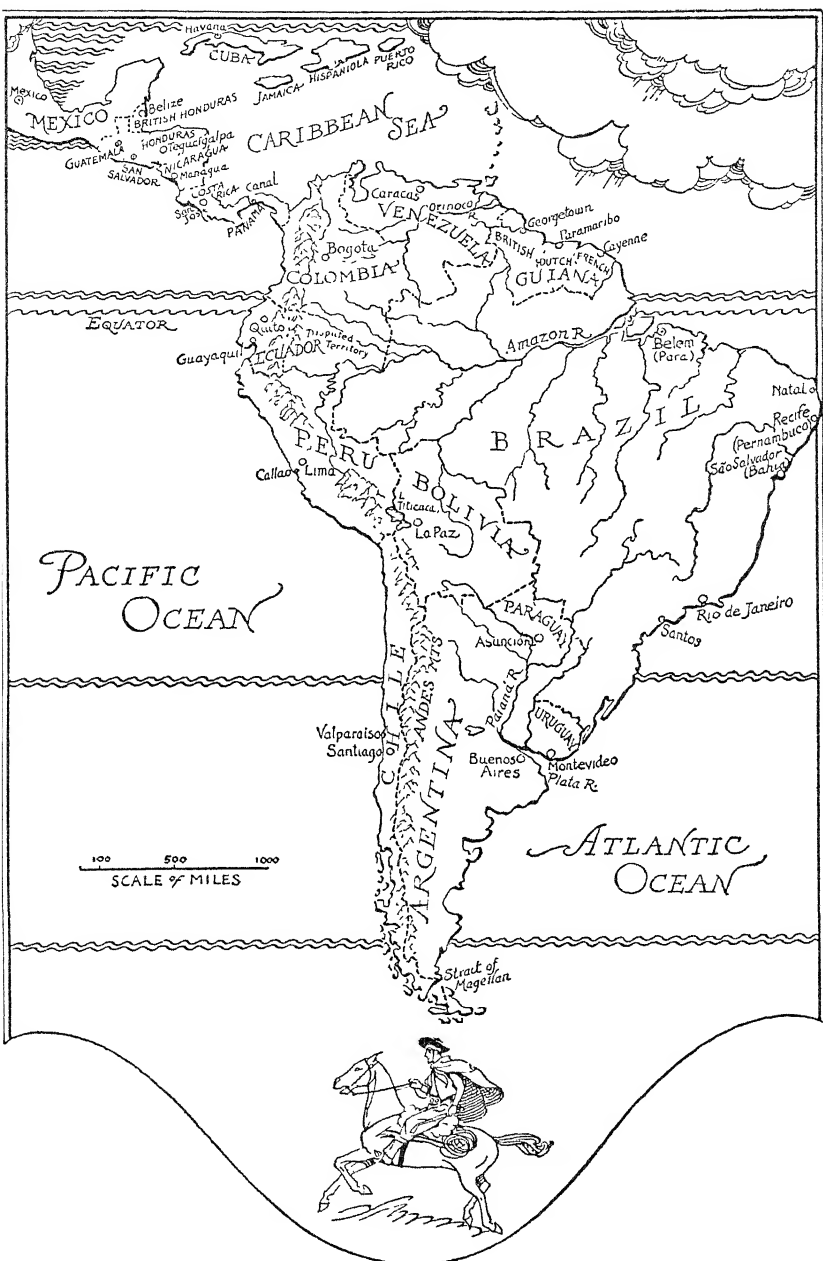 Havana
CUBA
HISPANIOLA
PUERTO
RICO
JAMAICA
Mexico
MEXICO
Belize
BRITISH HONDURAS
CARIBBEAN SEA
HONDURAS
Tegucigalpa
GUATEMALA
SAN
SALVADOR
NICARAGUA
Managua
COSTA
RICA
San
José
Canal
PANAMA
Caracas
Orinoco
R.
VENEZUELA
Georgetown
Paramaribo
Cayenne
BRITISH
DUTCH
FRENCH
GUIANA
Bogota
COLOMBIA
EQUATOR
Quito
Disputed
Territory
Guayaquil
ECUADOR
Amazon R.
Belem
(Para)
Natal
Recife
(Pernambuco)
São Salvador
(Bahia)
BRAZIL
PERU
Callao
Lima
BOLIVIA
L.
Titicaca
La Paz
PACIFIC
OCEAN
PARAGUAY
Asuncion
Rio de Janeiro
Santos
CHILE
ANDES MTS
Paraná R.
URUGUAY
Valparaiso
Santiago
ARGENTINA
Buenos
Aires
Montevideo
Plata R.
100 500 1000
SCALE of MILES
ATLANTIC
OCEAN
Strait of
Magellan